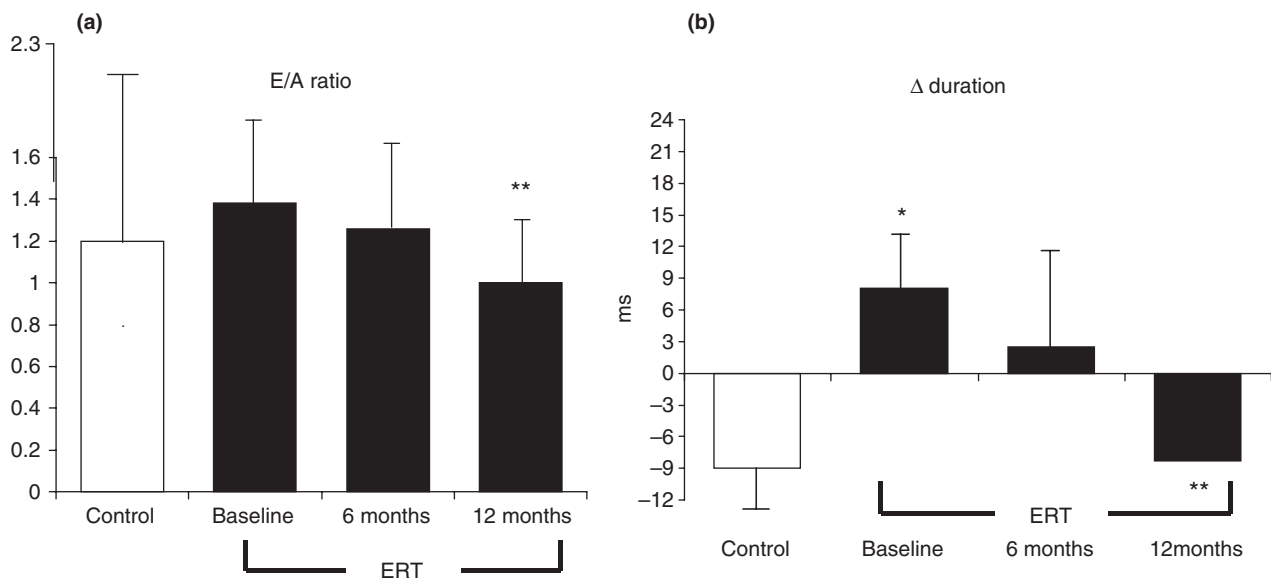 (a)
E/A ratio
2.3
1.6
1.4
1.2
1
0.8
0.6
0.4
0.2
0
**
Control Baseline 6 months 12 months
ERT
(b)
Δ duration
ms
24
21
18
15
12
9
6
3
0
–3
–6
–9
–12
*
**
ERT
Control Baseline 6 months 12months